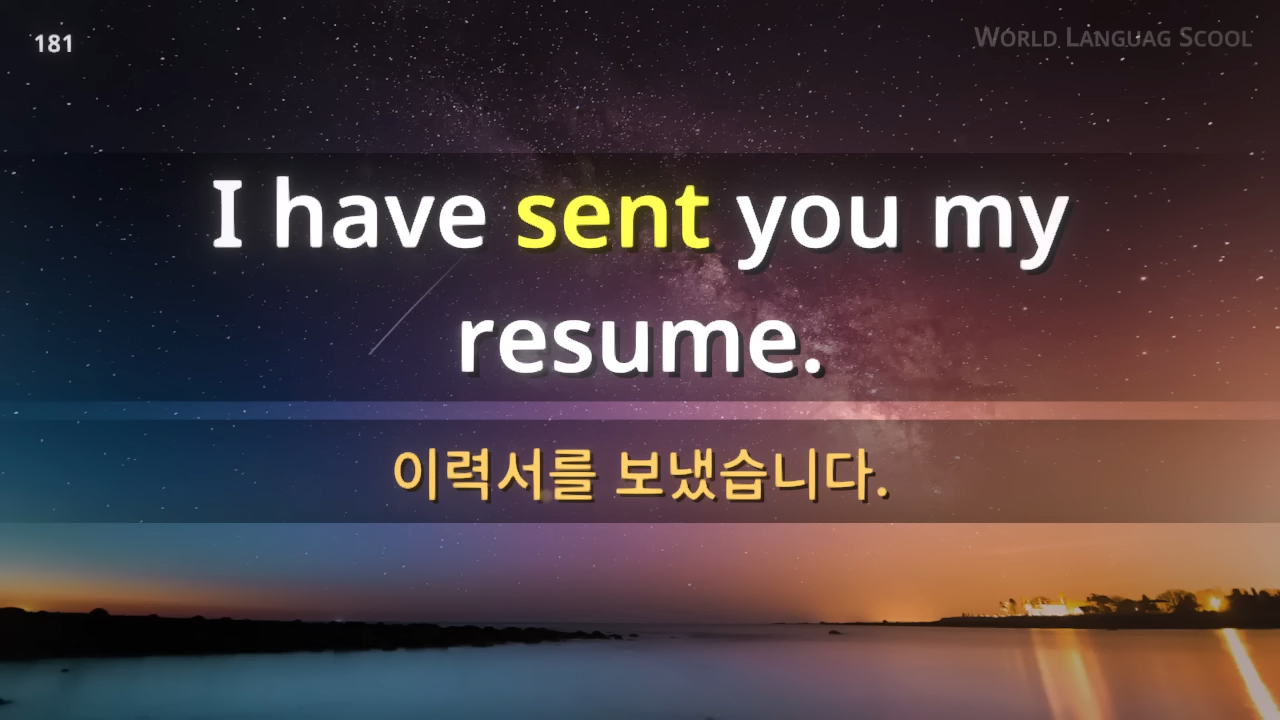 181
World Languag Scool
I have sent you my
resume.
이력서를 보냈습니다.